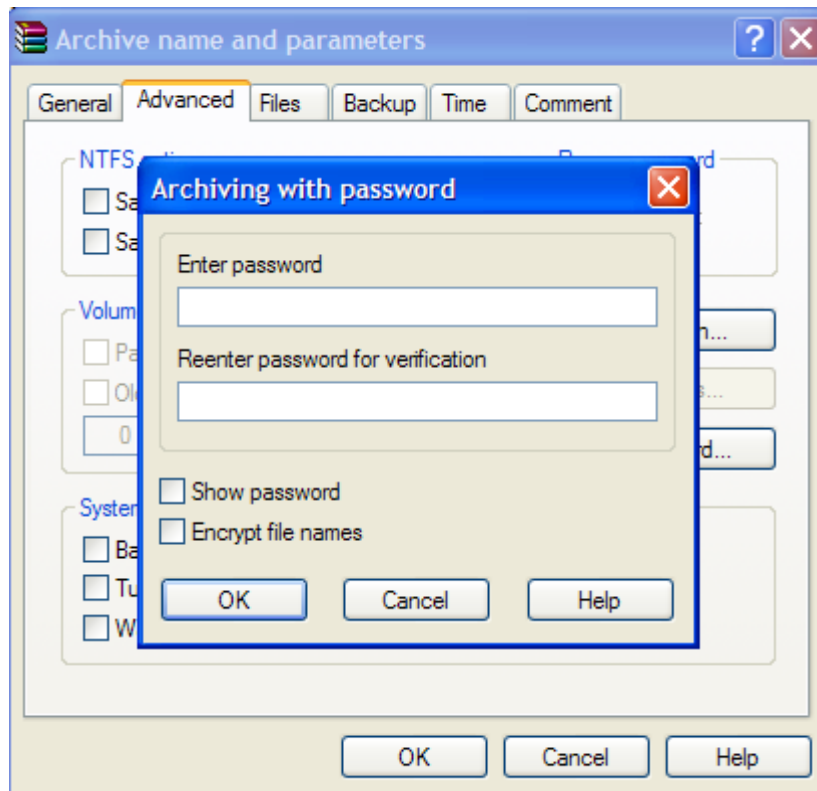 Archive name and parameters
General Advanced Files Backup Time Comment
NTFS
Archiving with password
Enter password
Reenter password for verification
0
Show password
Encrypt file names
OK Cancel Help
OK Cancel Help